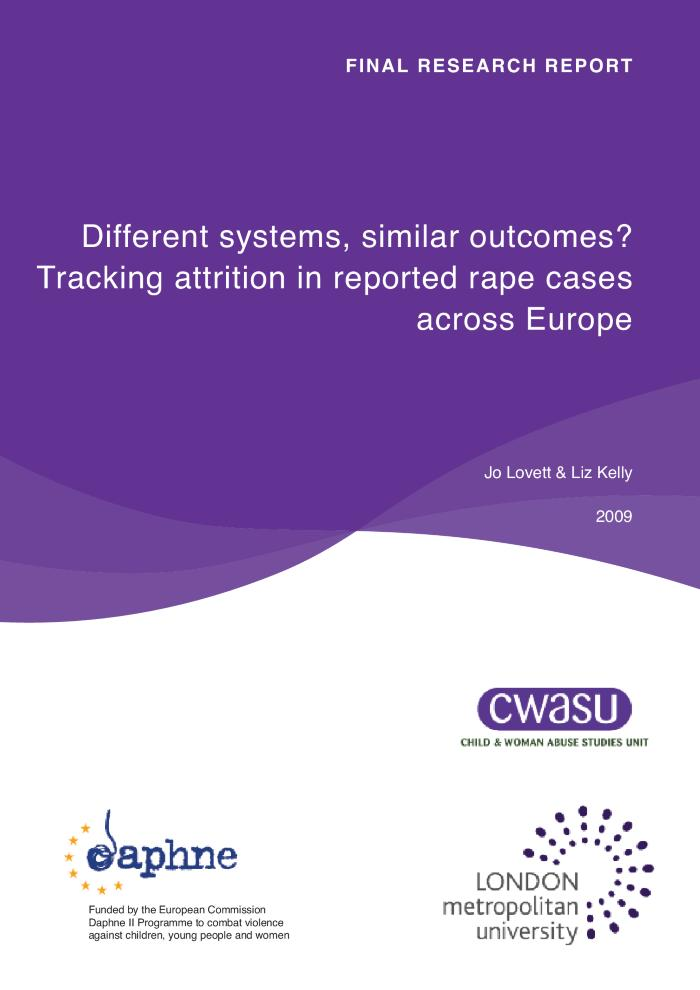 FINAL RESEARCH REPORT
Different systems, similar outcomes?
Tracking attrition in reported rape cases
across Europe
Jo Lovett & Liz Kelly
2009
cwasu
CHILD & WOMAN ABUSE STUDIES UNIT
daphne
Funded by the European Commission
Daphne II Programme to combat violence
against children, young people and women
LONDON
metropolitan
university